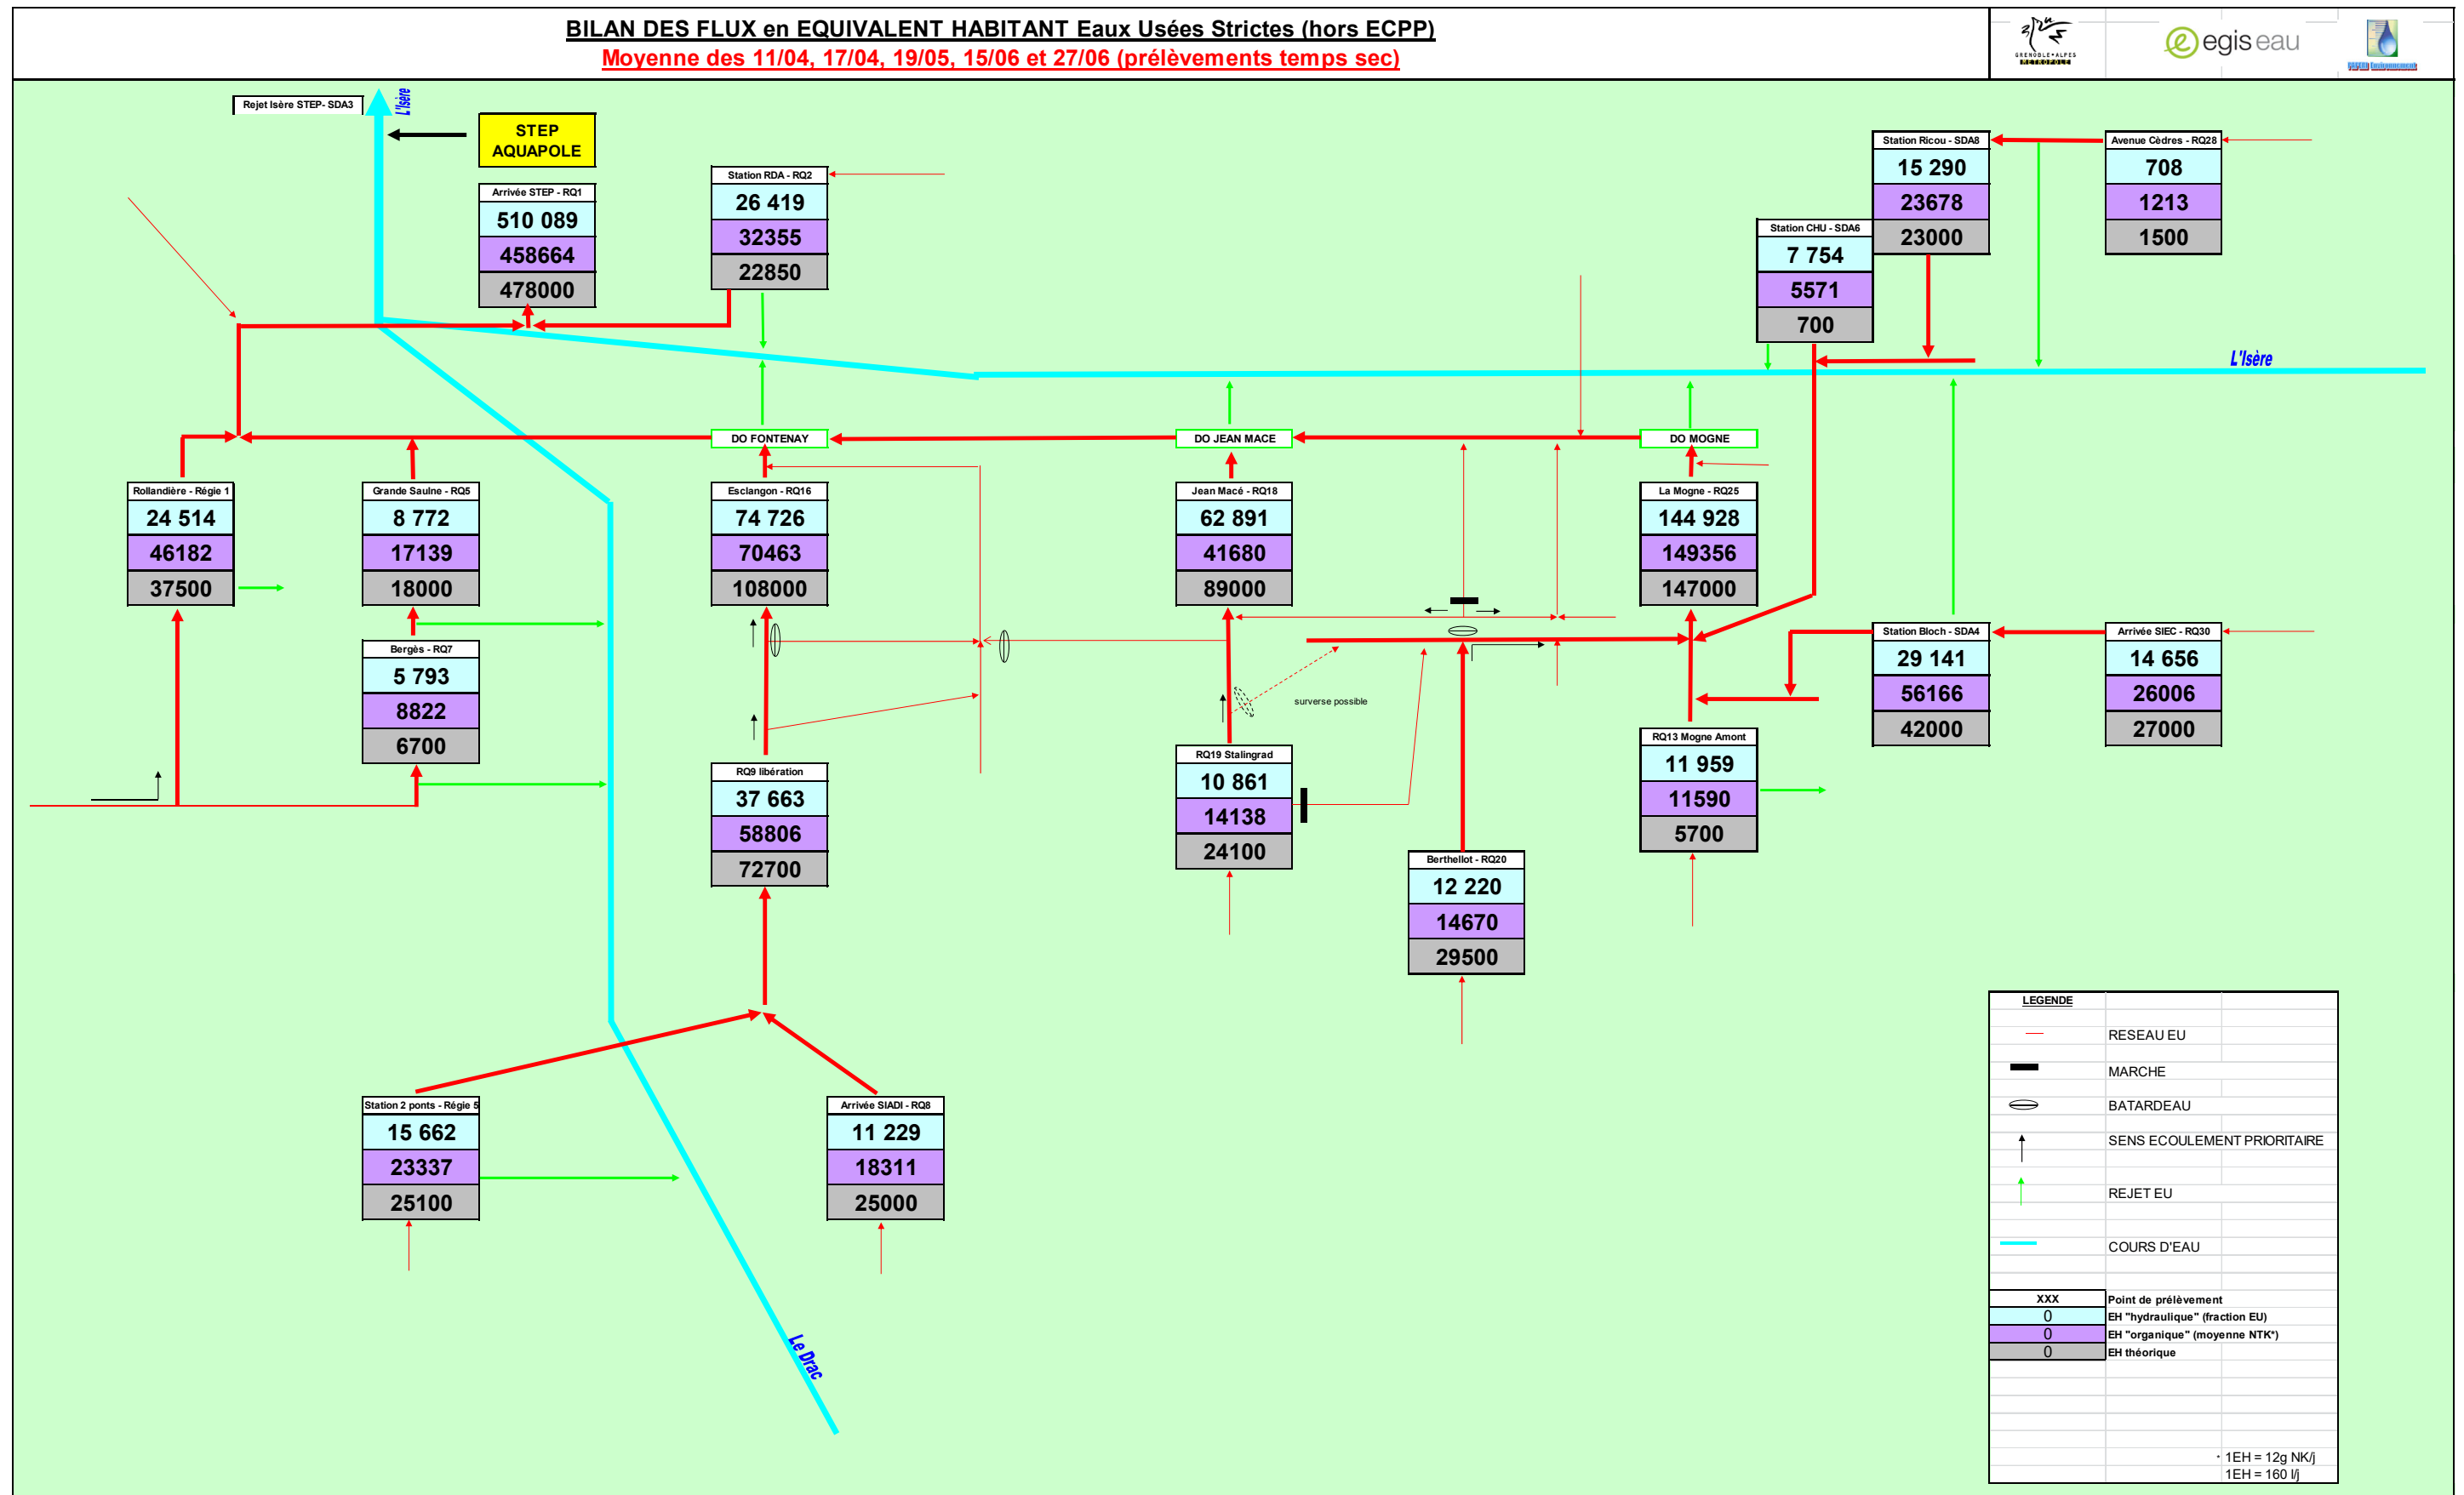 BILAN DES FLUX en EQUIVALENT HABITANT Eaux Usées Strictes (hors ECPP)
Moyenne des 11/04, 17/04, 19/05, 15/06 et 27/06 (prélèvements temps sec)
GRENOBLE-ALPES
METROPOLE
egis eau
Rejet Isère STEP- SDA3
L'Isère
STEP
AQUAPOLE
Arrivée STEP - RQ1
510 089
458664
478000
Station RDA - RQ2
26 419
32355
22850
Station CHU - SDA6
7 754
5571
700
Station Ricou - SDA8
15 290
23678
23000
Avenue Cèdres - RQ28
708
1213
1500
L'Isère
DO FONTENAY
DO JEAN MACE
DO MOGNE
Rollandière - Régie 1
24 514
46182
37500
Grande Saulne - RQ5
8 772
17139
18000
Esclangon - RQ16
74 726
70463
108000
Jean Macé - RQ18
62 891
41680
89000
La Mogne - RQ25
144 928
149356
147000
Bergès - RQ7
5 793
8822
6700
Station Bloch - SDA4
29 141
56166
42000
Arrivée SIEC - RQ30
14 656
26006
27000
surverse possible
RQ9 libération
37 663
58806
72700
RQ19 Stalingrad
10 861
14138
24100
RQ13 Mogne Amont
11 959
11590
5700
Berthellot - RQ20
12 220
14670
29500
Station 2 ponts - Régie 5
15 662
23337
25100
Arrivée SIADI - RQ8
11 229
18311
25000
Le Drac
LEGENDE
RESEAU EU
MARCHE
BATARDEAU
SENS ECOULEMENT PRIORITAIRE
REJET EU
COURS D'EAU
XXX Point de prélèvement
0 EH "hydraulique" (fraction EU)
0 EH "organique" (moyenne NTK*)
0 EH théorique
* 1EH = 12g NK/j
1EH = 160 l/j